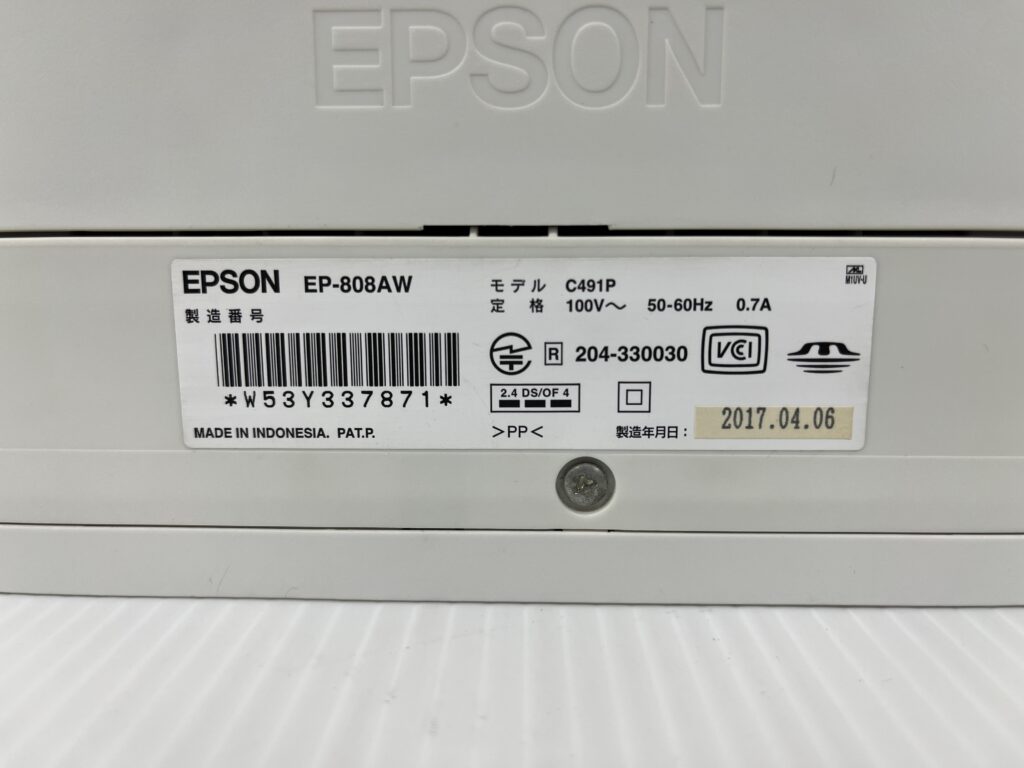 EPSON
EPSON EP-808AW
製造番号
*W53Y337871*
MADE IN INDONESIA. PAT.P.
モデル C491P
定格 100V～ 50-60Hz 0.7A
R 204-330030 VCCI
2.4 DS/OF 4
>PP<
製造年月日: 2017.04.06
M1UV-U